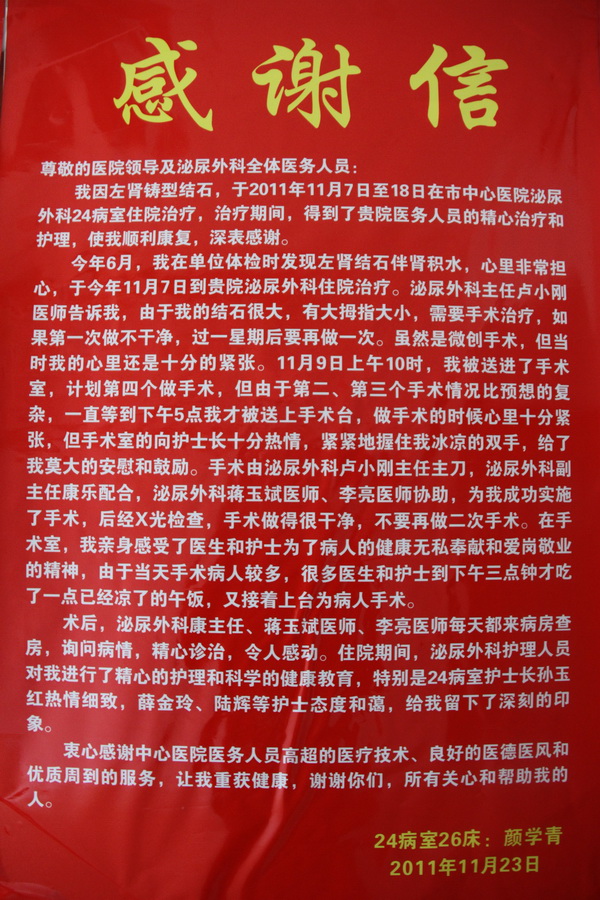 感谢信
尊敬的医院领导及泌尿外科全体医务人员：
我因左肾铸型结石，于2011年11月7日至18日在市中心医院泌尿
外科24病室住院治疗，治疗期间，得到了贵院医务人员的精心治疗和
护理，使我顺利康复，深表感谢。
今年6月，我在单位体检时发现左肾结石伴肾积水，心里非常担
心，于今年11月7日到贵院泌尿外科住院治疗。泌尿外科主任卢小刚
医师告诉我，由于我的结石很大，有大拇指大小，需要手术治疗，如
果第一次做不干净，过一星期后要再做一次。虽然是微创手术，但当
时我的心里还是十分的紧张。11月9日上午10时，我被送进了手术
室，计划第四个做手术，但由于第二、第三个手术情况比预想的复
杂，一直等到下午5点我才被送上手术台，做手术的时候心里十分紧
张，但手术室的向护士长十分热情，紧紧地握住我冰凉的双手，给了
我莫大的安慰和鼓励。手术由泌尿外科卢小刚主任主刀，泌尿外科副
主任康乐配合，泌尿外科蒋玉斌医师、李亮医师协助，为我成功实施
了手术，后经X光检查，手术做得很干净，不要再做二次手术。在手
术室，我亲身感受了医生和护士为了病人的健康无私奉献和爱岗敬业
的精神，由于当天手术病人较多，很多医生和护士到下午三点钟才吃
了一点已经凉了的午饭，又接着上台为病人手术。
术后，泌尿外科康主任、蒋玉斌医师、李亮医师每天都来病房查
房，询问病情，精心诊治，令人感动。住院期间，泌尿外科护理人员
对我进行了精心的护理和科学的健康教育，特别是24病室护士长孙玉
红热情细致，薛金玲、陆辉等护士态度和蔼，给我留下了深刻的印
象。
衷心感谢中心医院医务人员高超的医疗技术、良好的医德医风和
优质周到的服务，让我重获健康，谢谢你们，所有关心和帮助我的
人。
24病室26床：颜学青
2011年11月23日